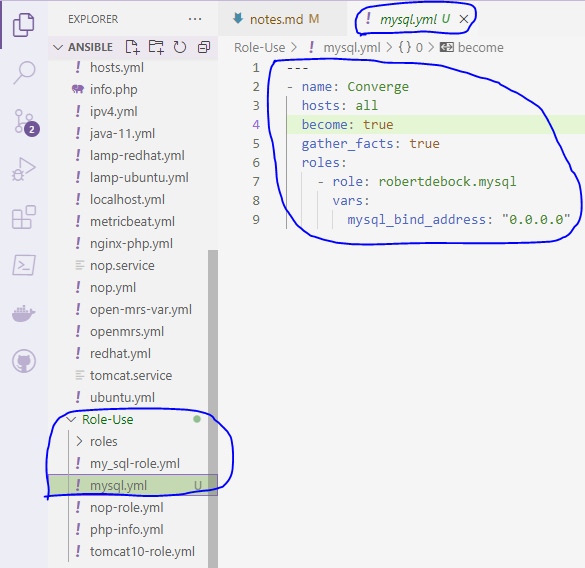 EXPLORER
ANSIBLE
hosts.yml
info.php
ipv4.yml
java-11.yml
lamp-redhat.yml
lamp-ubuntu.yml
localhost.yml
metricbeat.yml
nginx-php.yml
nop.service
nop.yml
open-mrs-var.yml
openmrs.yml
redhat.yml
tomcat.service
ubuntu.yml
Role-Use
roles
my_sql-role.yml
mysql.yml U
nop-role.yml
php-info.yml
tomcat10-role.yml
2
notes.md M
mysql.yml U
Role-Use > mysql.yml > {} 0 > become
1 ---
2 - name: Converge
3 hosts: all
4 become: true
5 gather_facts: true
6 roles:
7 - role: robertdebock.mysql
8 vars:
9 mysql_bind_address: "0.0.0.0"